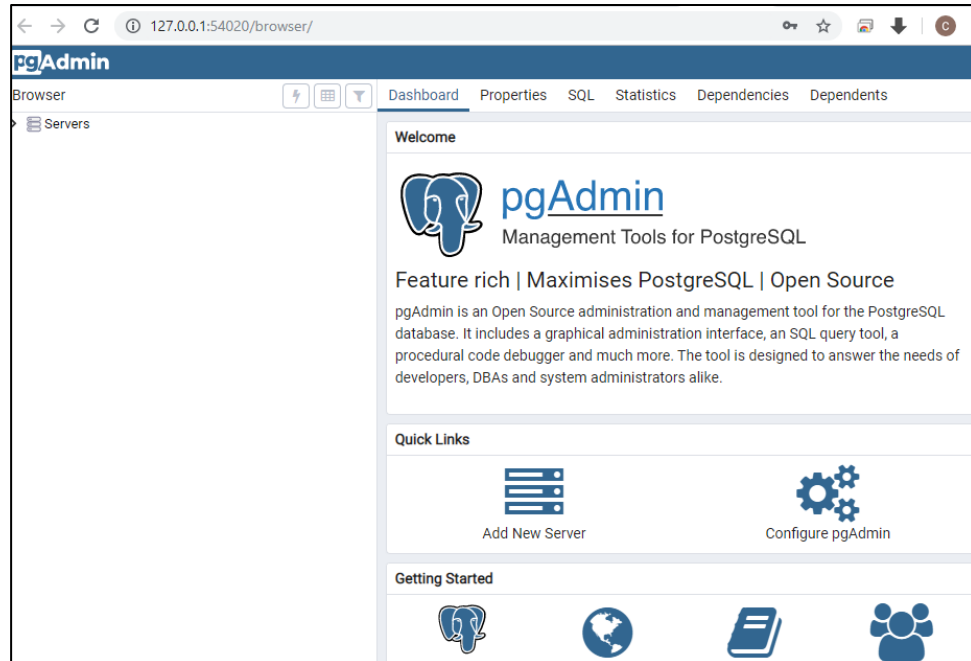 127.0.0.1:54020/browser/
C
pgAdmin
Browser
Dashboard Properties SQL Statistics Dependencies Dependents
Servers
Welcome
pgAdmin
Management Tools for PostgreSQL
Feature rich | Maximises PostgreSQL | Open Source
pgAdmin is an Open Source administration and management tool for the PostgreSQL
database. It includes a graphical administration interface, an SQL query tool, a
procedural code debugger and much more. The tool is designed to answer the needs of
developers, DBAs and system administrators alike.
Quick Links
Add New Server Configure pgAdmin
Getting Started